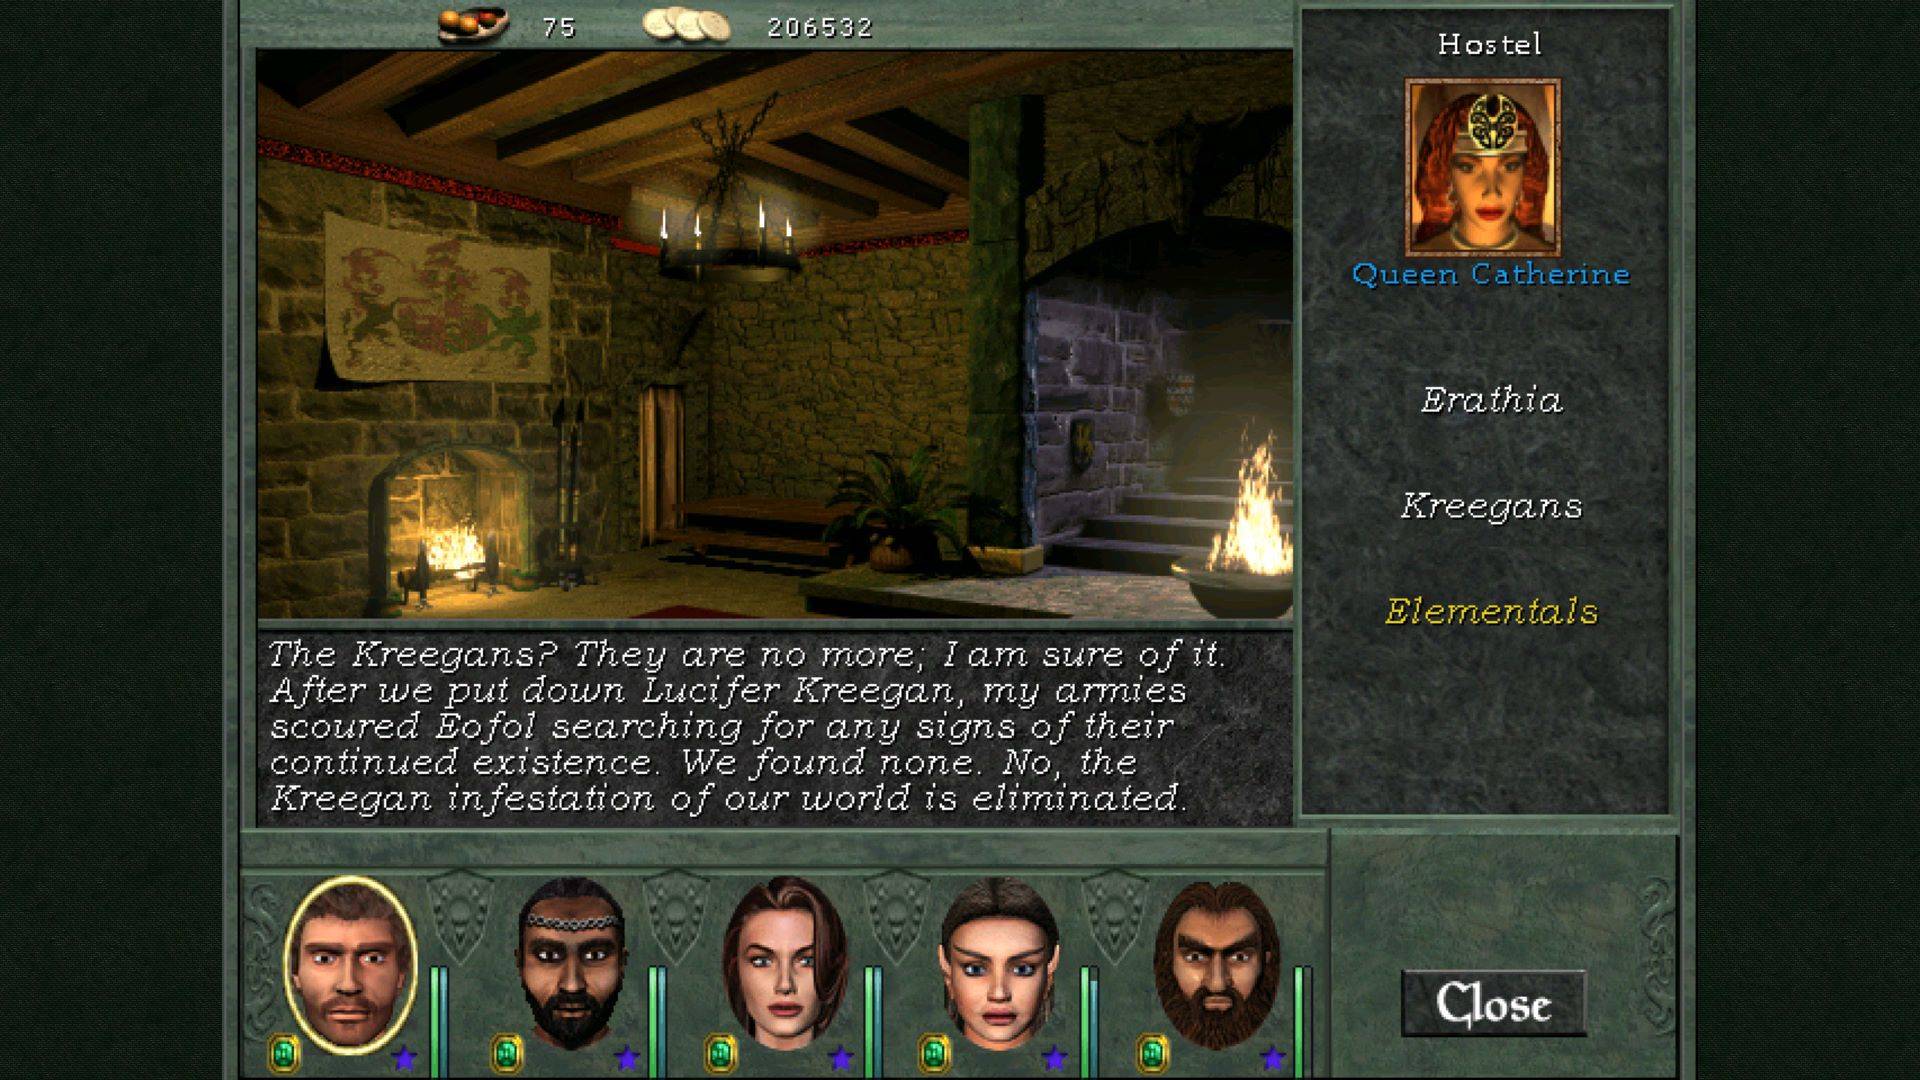 75 206532
Hostel
Queen Catherine
Erathia
Kreegans
Elementals
The Kreegans? They are no more; I am sure of it.
After we put down Lucifer Kreegan, my armies
scoured Eofol searching for any signs of their
continued existence. We found none. No, the
Kreegan infestation of our world is eliminated.
Close